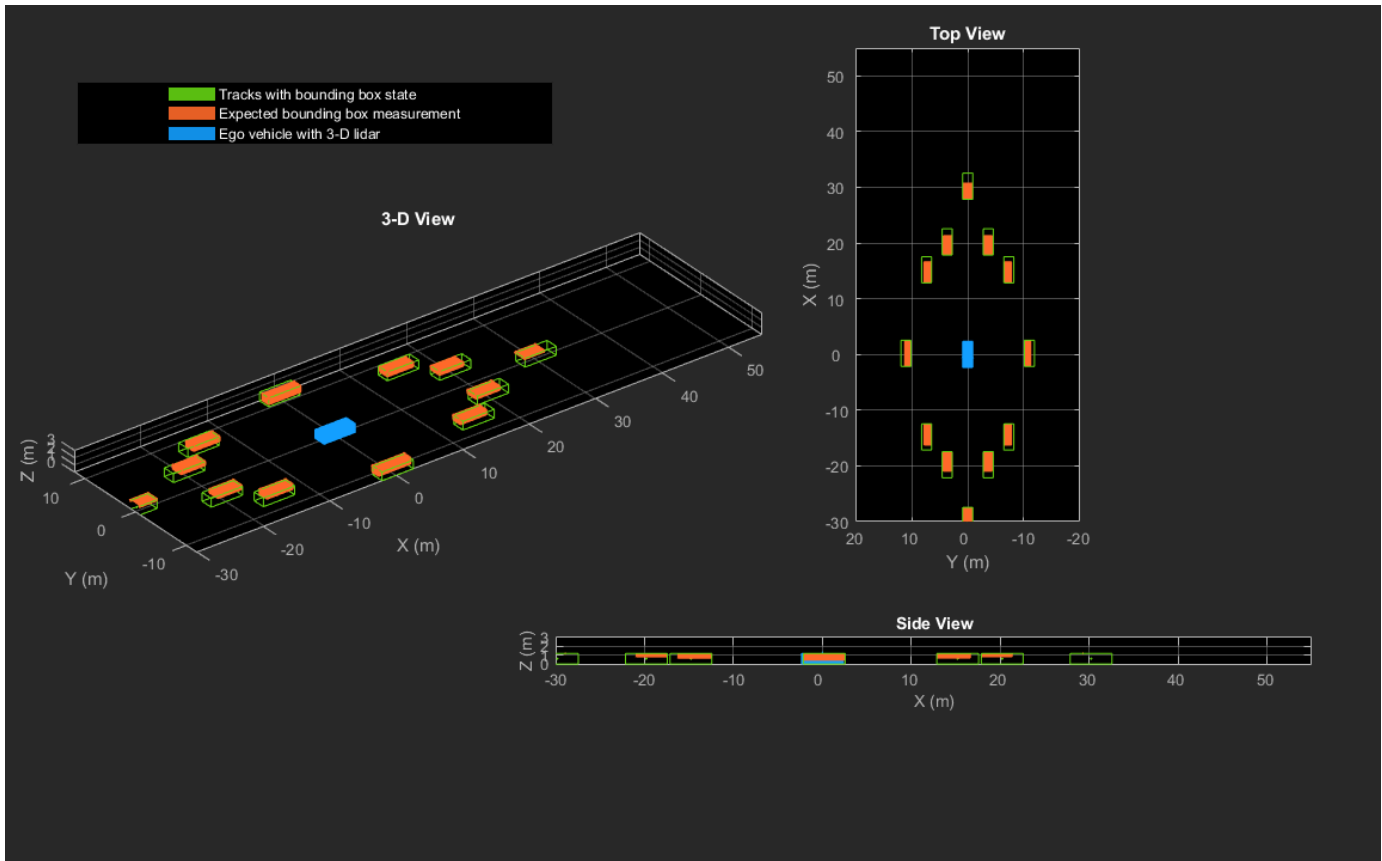 Tracks with bounding box state
Expected bounding box measurement
Ego vehicle with 3-D lidar
3-D View
3
2
1
0
Z (m)
10
0
-10
Y (m)
-30
-20
-10
0
10
20
30
40
50
X (m)
Top View
50
40
30
20
10
0
-10
-20
-30
X (m)
20 10 0 -10 -20
Y (m)
Side View
3
2
1
0
Z (m)
-30 -20 -10 0 10 20 30 40 50
X (m)